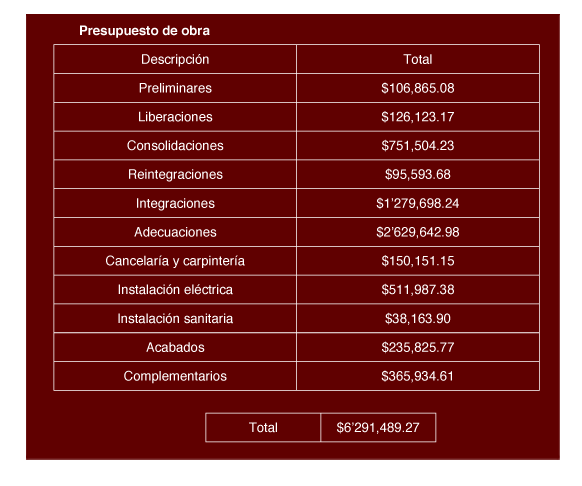 Presupuesto de obra
Descripción Total
Preliminares $106,865.08
Liberaciones $126,123.17
Consolidaciones $751,504.23
Reintegraciones $95,593.68
Integraciones $1'279,698.24
Adecuaciones $2'629,642.98
Cancelaría y carpintería $150,151.15
Instalación eléctrica $511,987.38
Instalación sanitaria $38,163.90
Acabados $235,825.77
Complementarios $365,934.61
Total $6'291,489.27